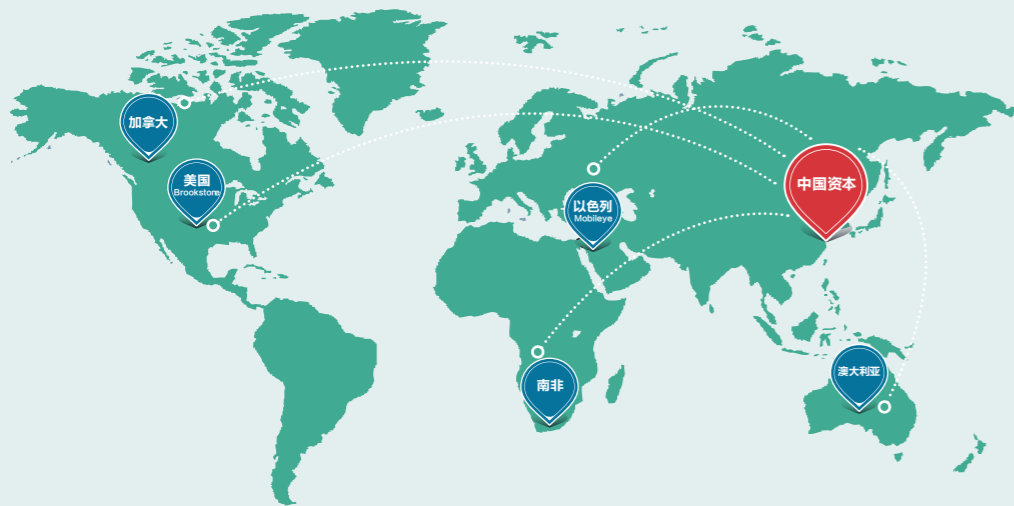 加拿大
美国
Brookstone
中国资本
以色列
Mobileye
南非
澳大利亚